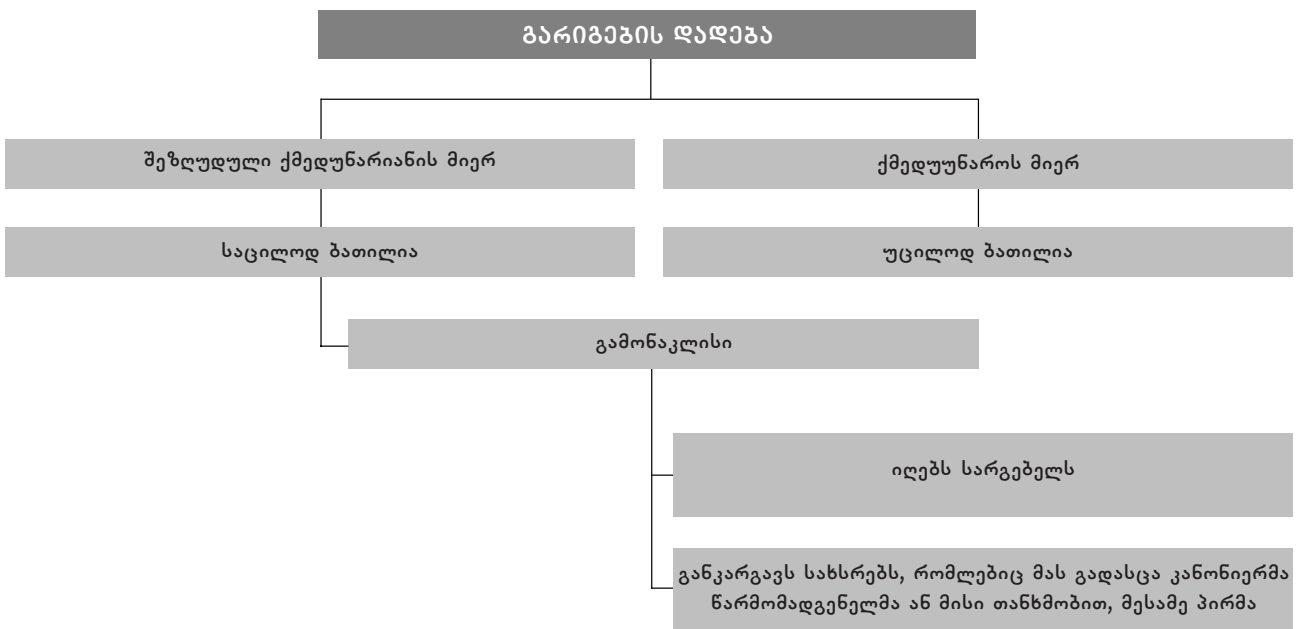 გარიგების დადება
შეზღუდული ქმედუნარიანის მიერ
ქმედუუნაროს მიერ
საცილოდ ბათილია
უცილოდ ბათილია
გამონაკლისი
იღებს სარგებელს
განკარგავს სახსრებს, რომლებიც მას გადასცა კანონიერმა
წარმომადგენელმა ან მისი თანხმობით, მესამე პირმა